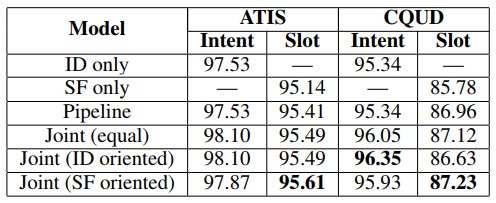 Model ATIS CQUD
Intent Slot Intent Slot
ID only 97.53 — 95.34 —
SF only — 95.14 — 85.78
Pipeline 97.53 95.41 95.34 86.96
Joint (equal) 98.10 95.49 96.05 87.12
Joint (ID oriented) 98.10 95.49 96.35 86.63
Joint (SF oriented) 97.87 95.61 95.93 87.23